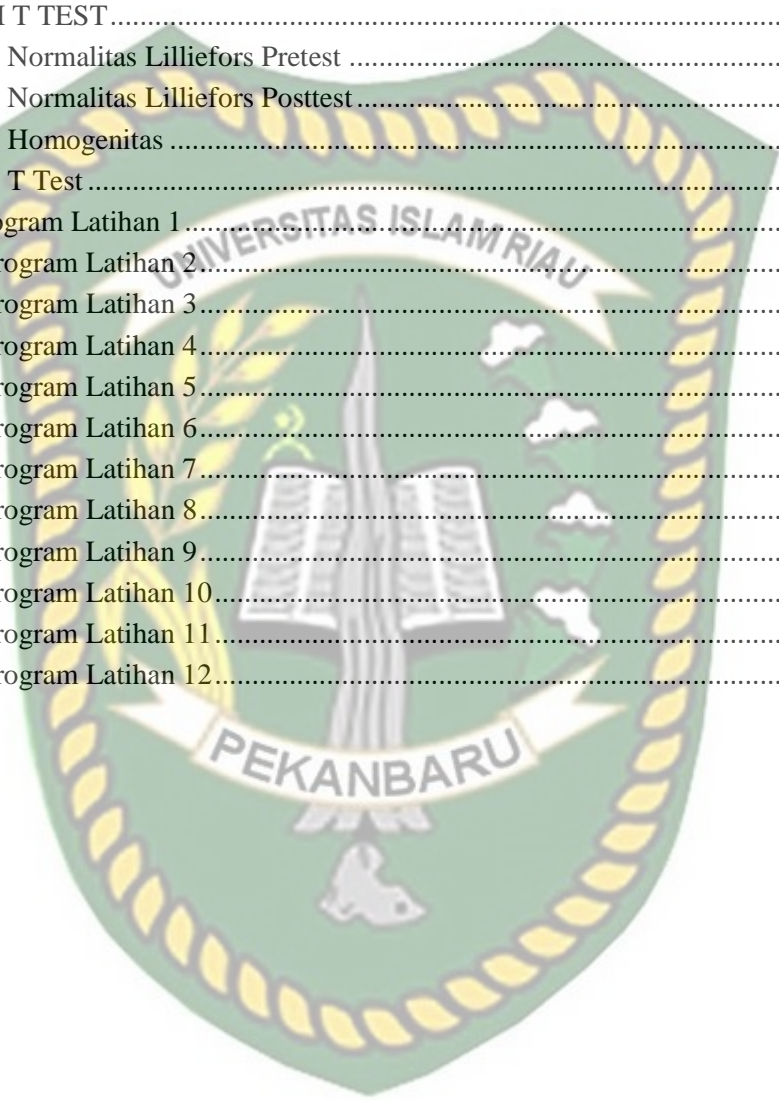 I T TEST
Normalitas Lilliefors Pretest
Normalitas Lilliefors Posttest
Homogenitas
T Test
ogram Latihan 1
rogram Latihan 2
rogram Latihan 3
rogram Latihan 4
rogram Latihan 5
rogram Latihan 6
rogram Latihan 7
rogram Latihan 8
rogram Latihan 9
rogram Latihan 10
rogram Latihan 11
rogram Latihan 12
UNIVERSITAS ISLAM RIAU
PEKANBARU